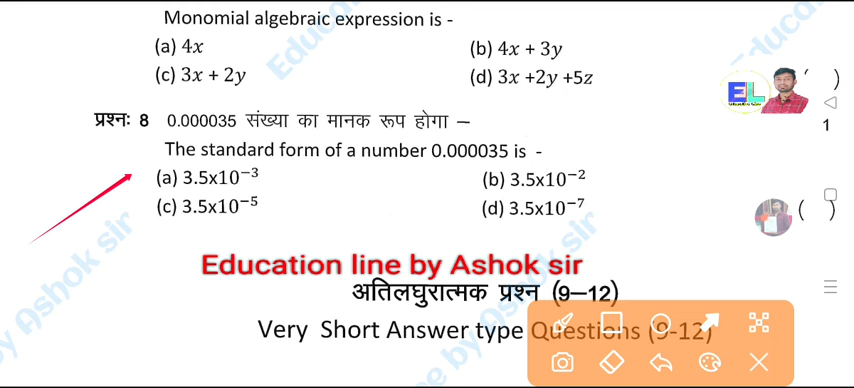 Monomial algebraic expression is -
(a) 4x (b) 4x + 3y
(c) 3x + 2y (d) 3x +2y +5z
( )
EL
1
प्रश्नः 8 0.000035 संख्या का मानक रूप होगा –
The standard form of a number 0.000035 is -
(a) 3.5x10⁻³ (b) 3.5x10⁻²
(c) 3.5x10⁻⁵ (d) 3.5x10⁻⁷
( )
Education line by Ashok sir
अतिलघुरात्मक प्रश्न (9–12)
Very Short Answer type Questions (9-12)